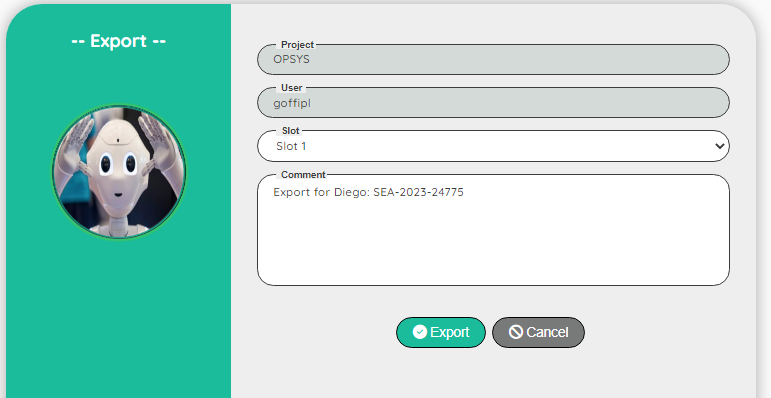 -- Export --
Project
OPSYS
User
goffipl
Slot
Slot 1
Comment
Export for Diego: SEA-2023-24775
Export
Cancel